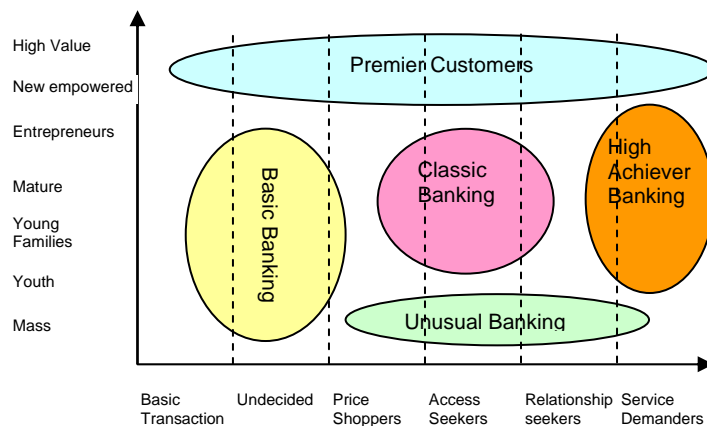 High Value
New empowered
Entrepreneurs
Mature
Young
Families
Youth
Mass
Premier Customers
Basic Banking
Classic
Banking
High
Achiever
Banking
Unusual Banking
Basic
Transaction
Undecided
Price
Shoppers
Access
Seekers
Relationship
seekers
Service
Demanders